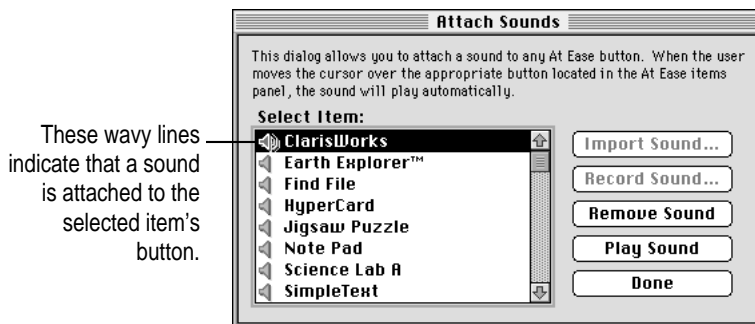 Attach Sounds
This dialog allows you to attach a sound to any At Ease button. When the user
moves the cursor over the appropriate button located in the At Ease items
panel, the sound will play automatically.
Select Item:
These wavy lines
indicate that a sound
is attached to the
selected item's
button.
ClarisWorks
Earth Explorer™
Find File
HyperCard
Jigsaw Puzzle
Note Pad
Science Lab A
SimpleText
Import Sound...
Record Sound...
Remove Sound
Play Sound
Done